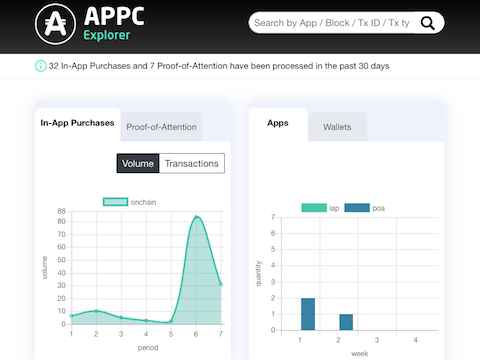 APPC
Explorer
Search by App / Block / Tx ID / Tx ty
32 In-App Purchases and 7 Proof-of-Attention have been processed in the past 30 days
In-App Purchases
Proof-of-Attention
Volume
Transactions
onchain
volume
88
80
70
60
50
40
30
20
10
0
1 2 3 4 5 6 7
period
Apps
Wallets
iap poa
quantity
7
6
5
4
3
2
1
0
1 2 3 4
week